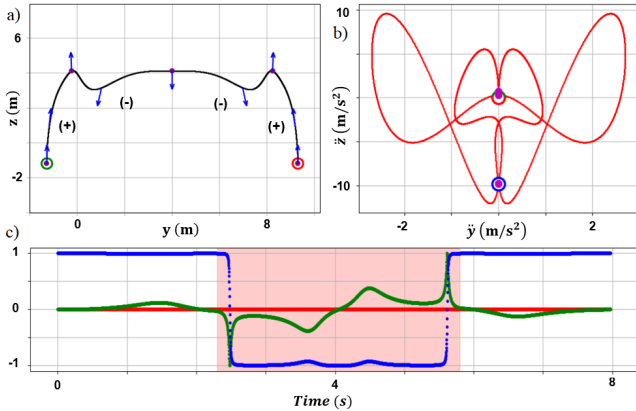 a)
6
z (m)
-2
(+)
(-)
(-)
(+)
0
8
y (m)
b)
10
z̈ (m/s²)
-10
-2
2
ÿ (m/s²)
c)
1
0
-1
0
4
8
Time (s)